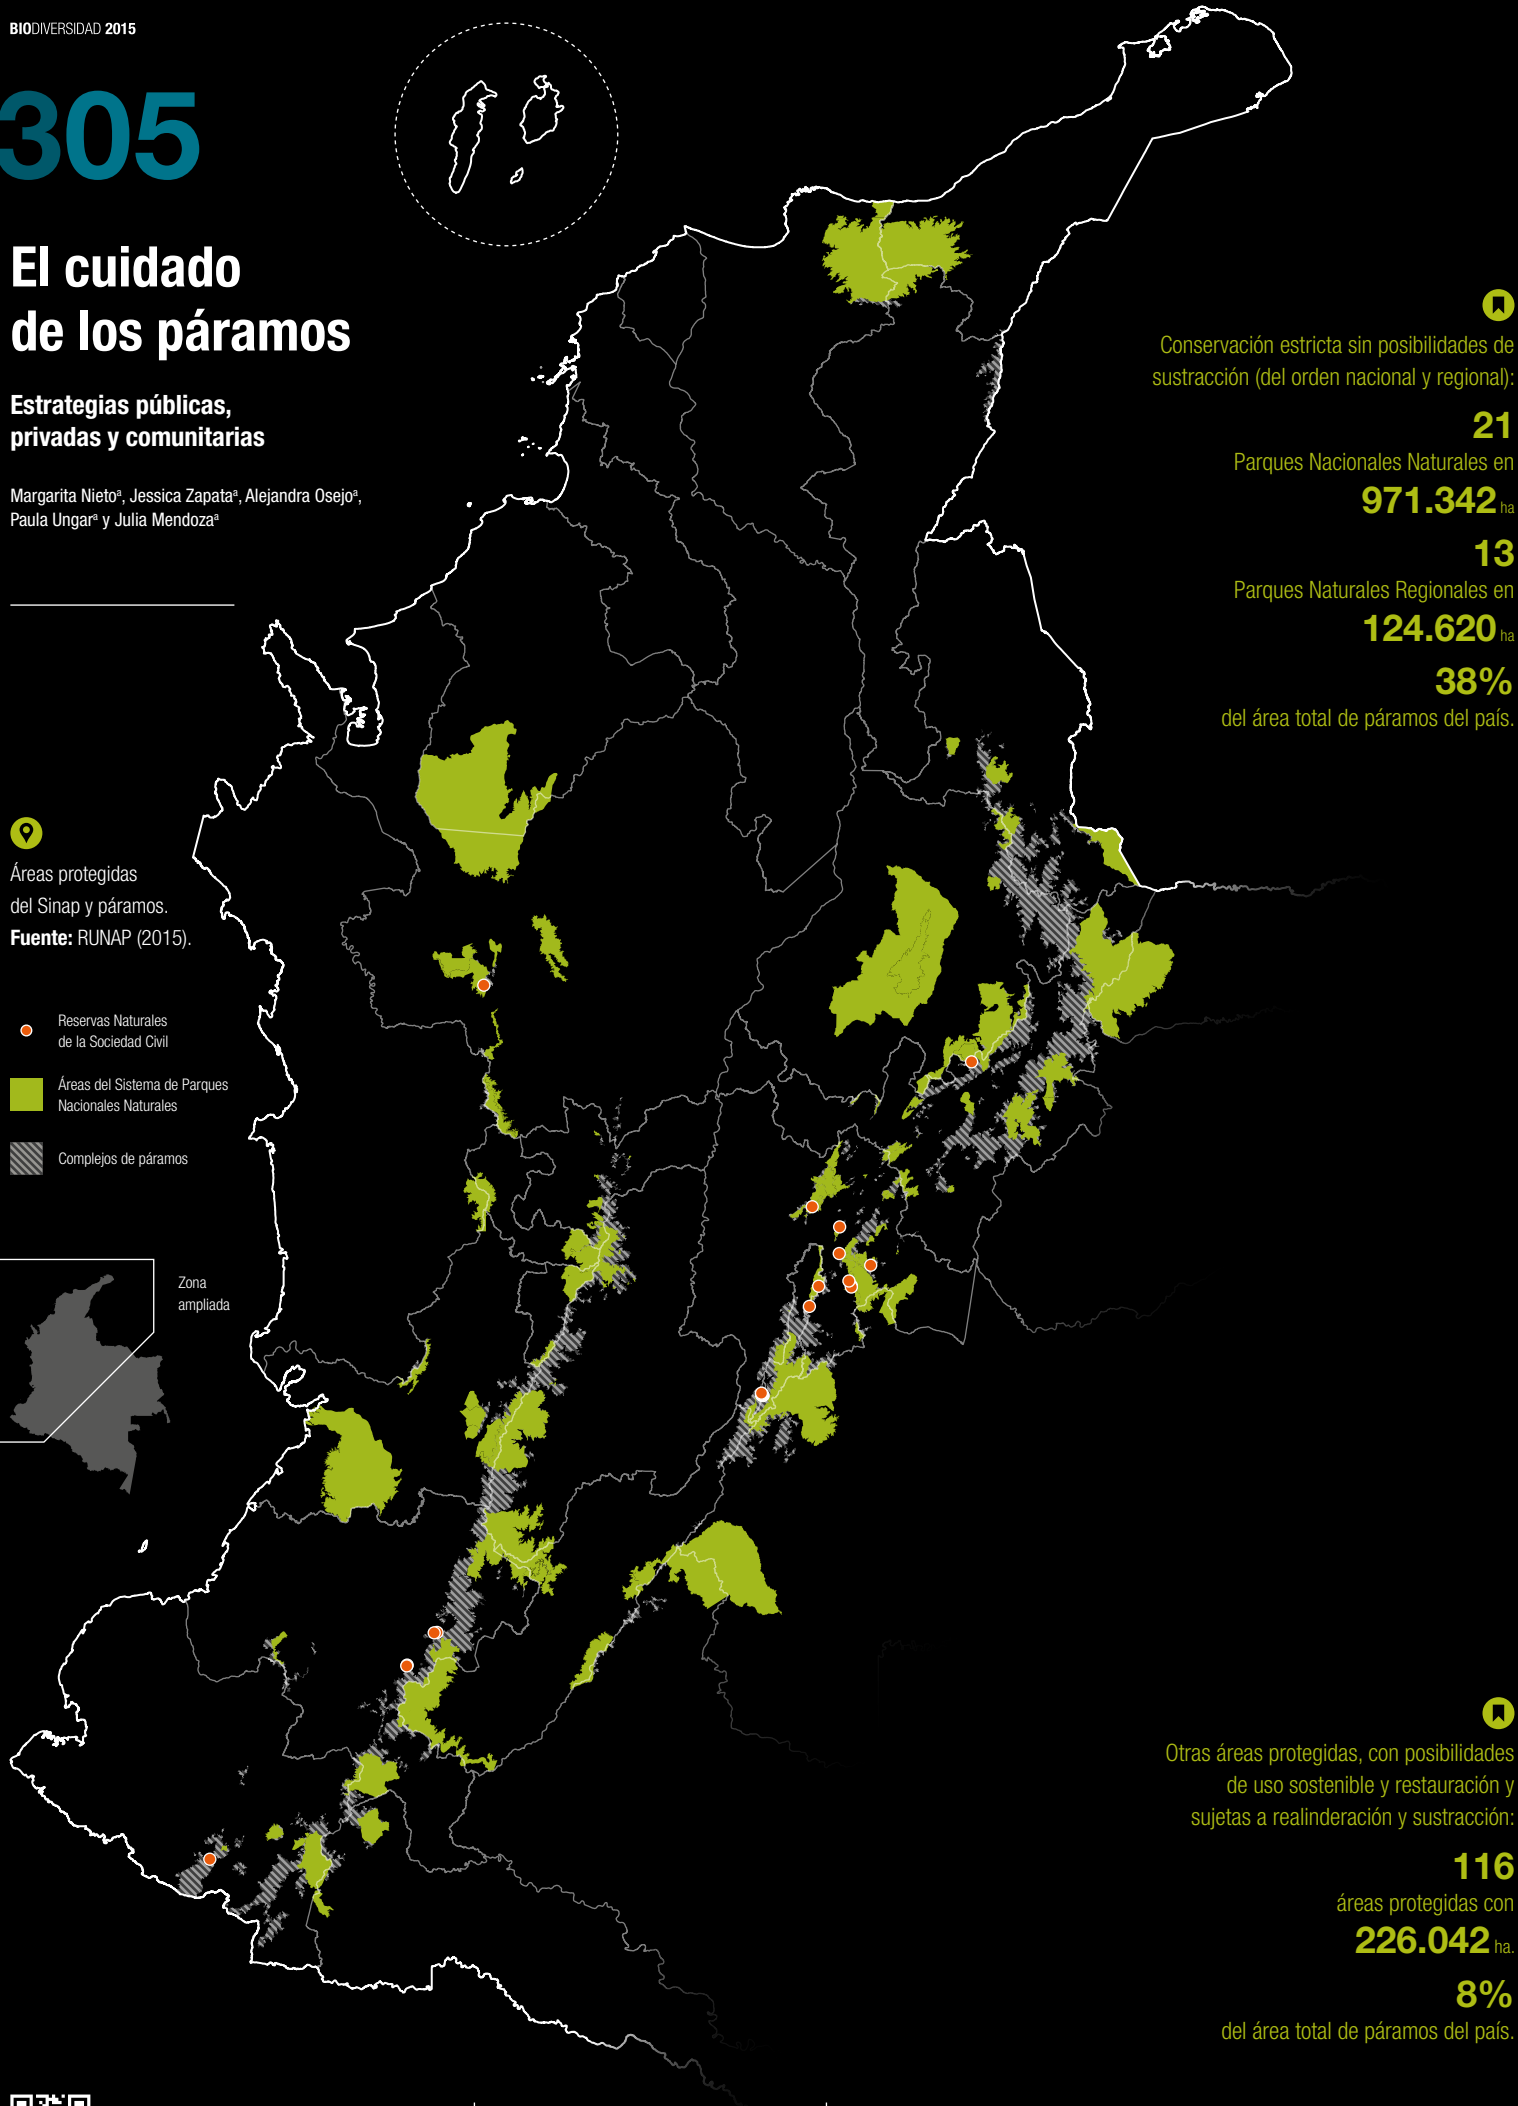 BIODIVERSIDAD 2015
305
El cuidado
de los páramos
Estrategias públicas,
privadas y comunitarias
Margarita Nietoª, Jessica Zapataª, Alejandra Osejoª,
Paula Ungarª y Julia Mendozaª
Conservación estricta sin posibilidades de
sustracción (del orden nacional y regional):
21
Parques Nacionales Naturales en
971.342 ha
13
Parques Naturales Regionales en
124.620 ha
38%
del área total de páramos del país.
Áreas protegidas
del Sinap y páramos.
Fuente: RUNAP (2015).
Reservas Naturales
de la Sociedad Civil
Áreas del Sistema de Parques
Nacionales Naturales
Complejos de páramos
Zona
ampliada
Otras áreas protegidas, con posibilidades
de uso sostenible y restauración y
sujetas a realinderación y sustracción:
116
áreas protegidas con
226.042 ha.
8%
del área total de páramos del país.